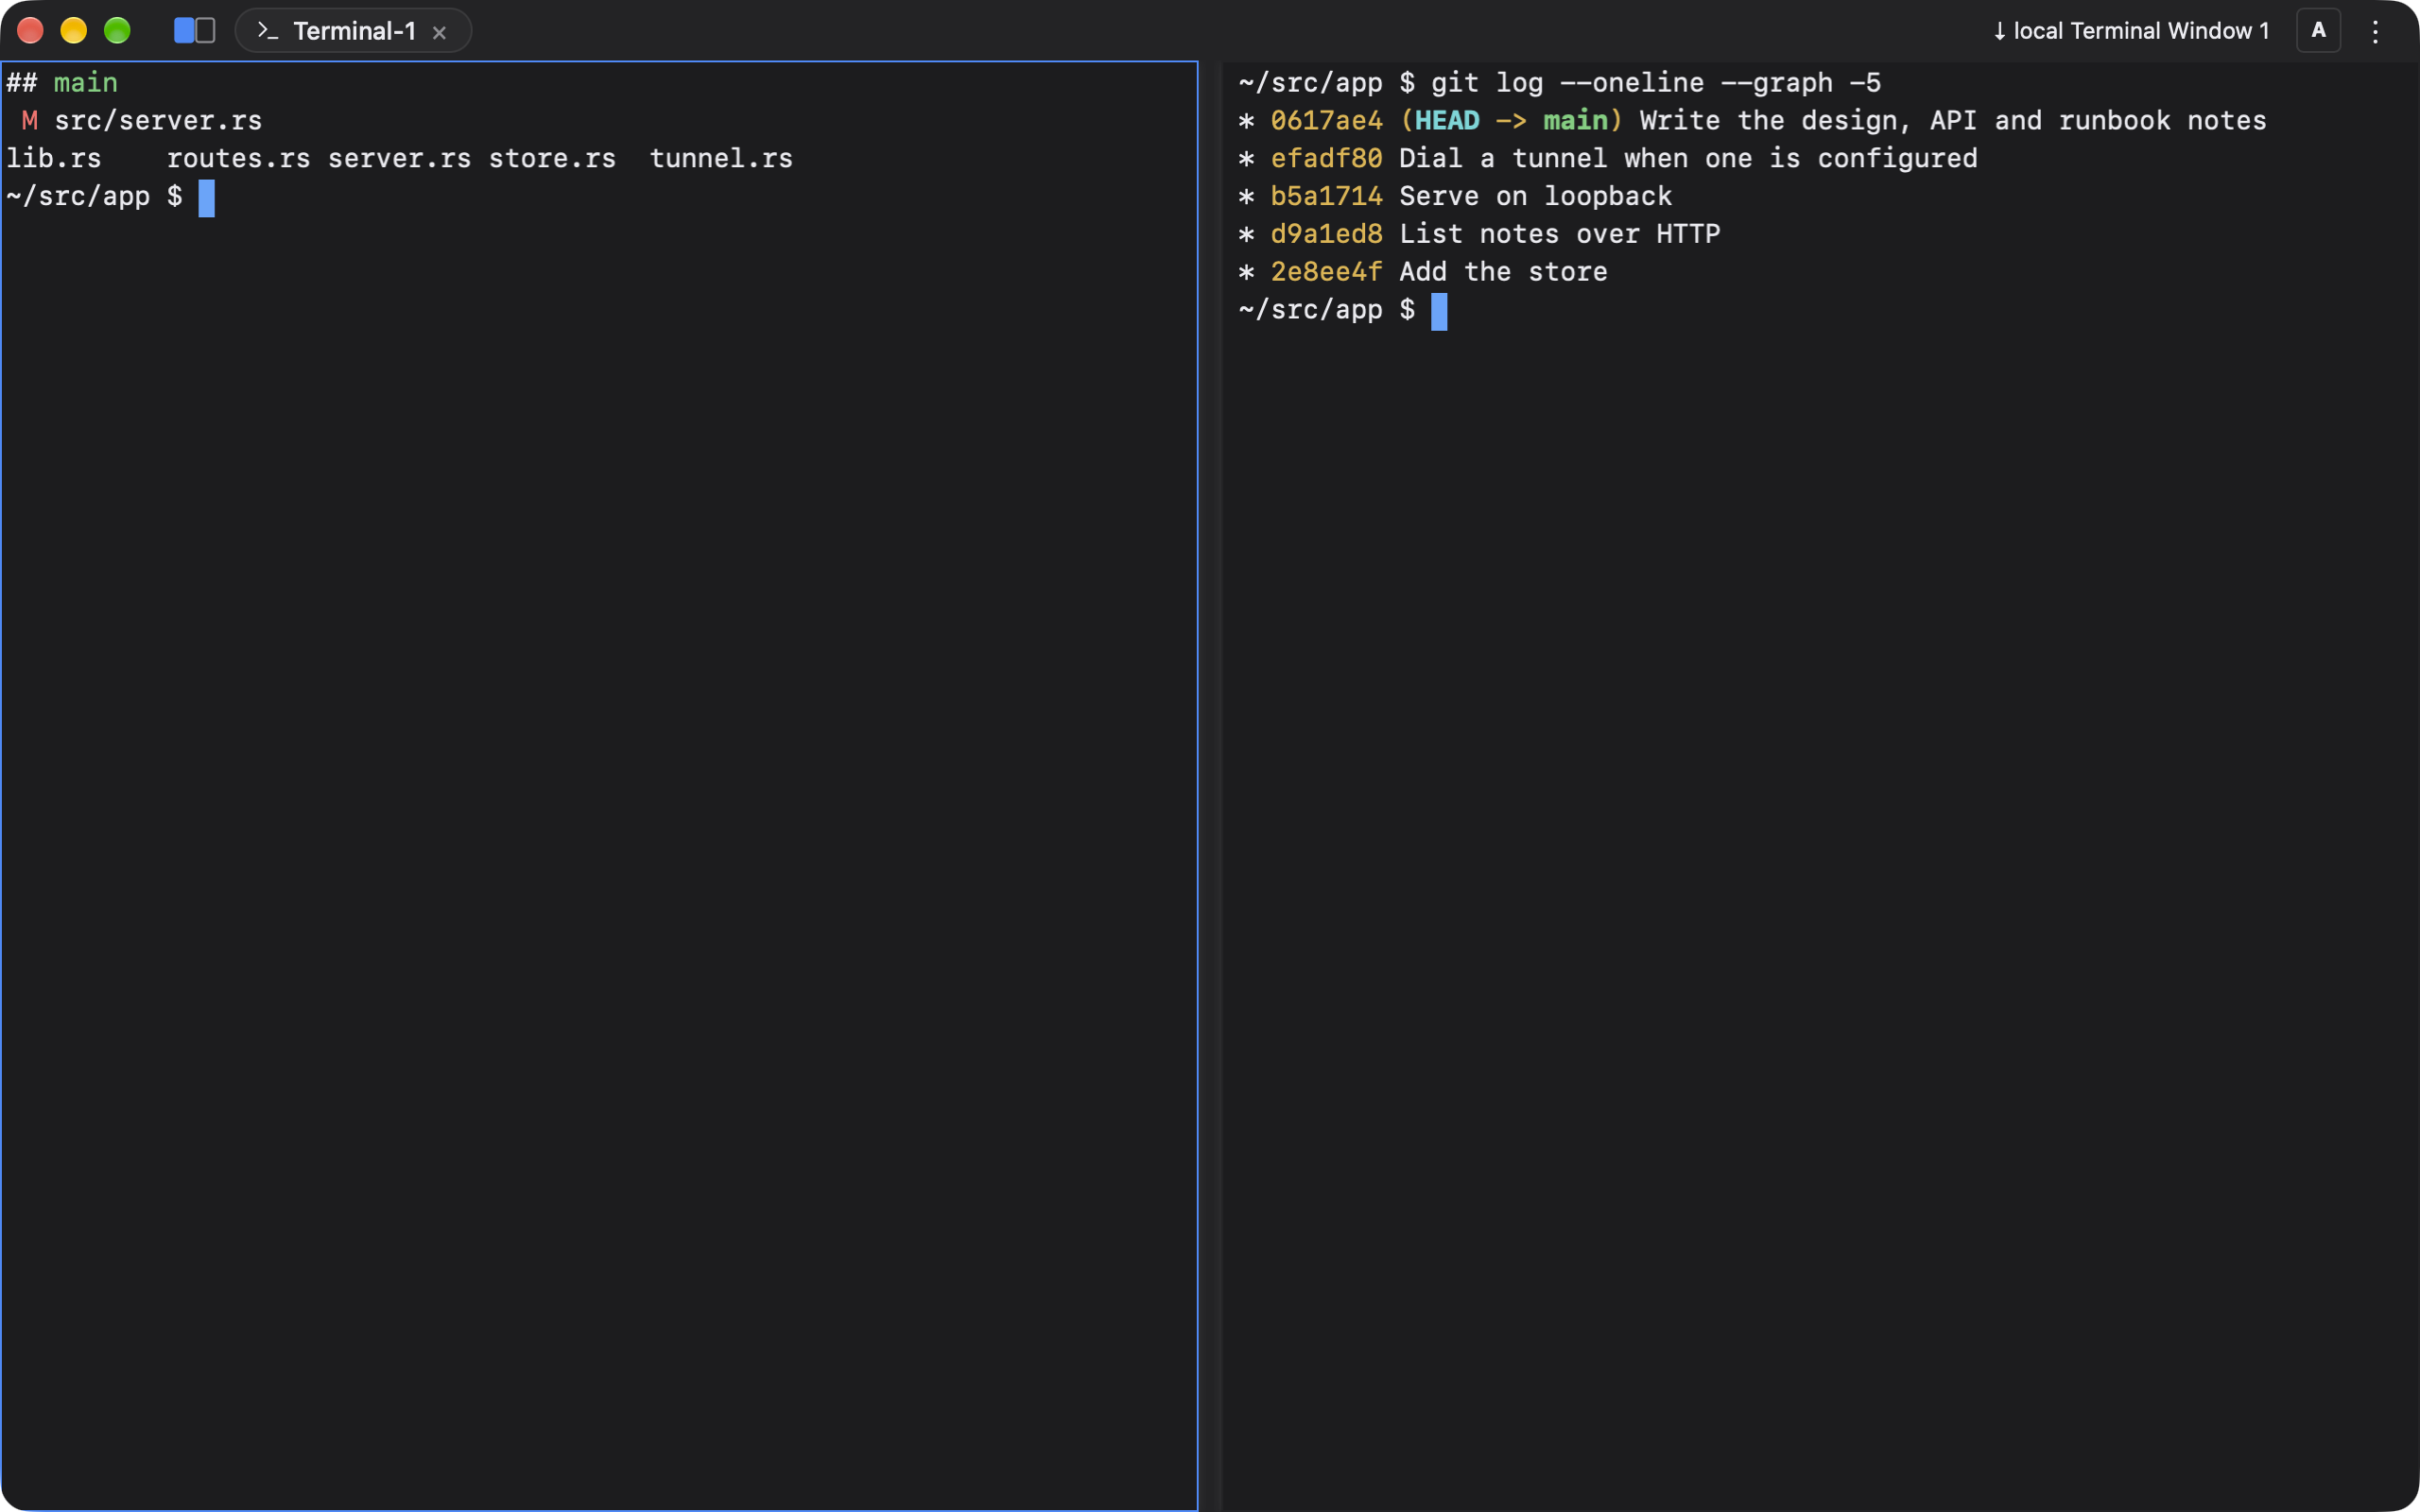 >_ Terminal-1 ×
↓ local Terminal Window 1 A
## main
 M src/server.rs
lib.rs    routes.rs server.rs store.rs  tunnel.rs
~/src/app $
~/src/app $ git log --oneline --graph -5
* 0617ae4 (HEAD -> main) Write the design, API and runbook notes
* efadf80 Dial a tunnel when one is configured
* b5a1714 Serve on loopback
* d9a1ed8 List notes over HTTP
* 2e8ee4f Add the store
~/src/app $